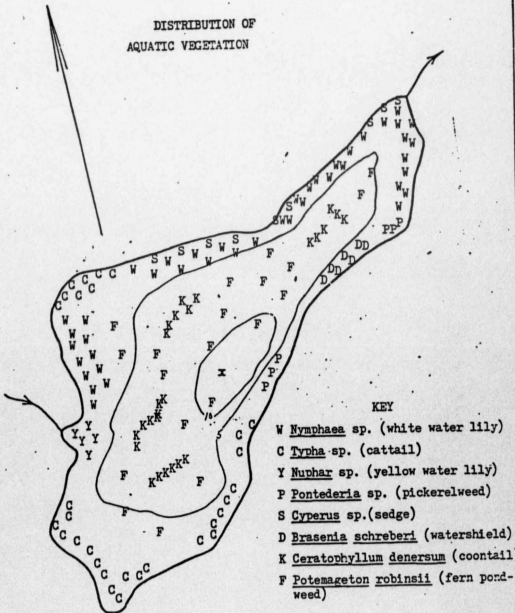 DISTRIBUTION OF
AQUATIC VEGETATION
KEY
W Nymphaea sp. (white water lily)
C Typha sp. (cattail)
Y Nuphar sp. (yellow water lily)
P Pontederia sp. (pickerelweed)
S Cyperus sp.(sedge)
D Brasenia schreberi (watershield)
K Ceratophyllum denersum (coontail
F Potemageton robinsii (fern pond-
weed)